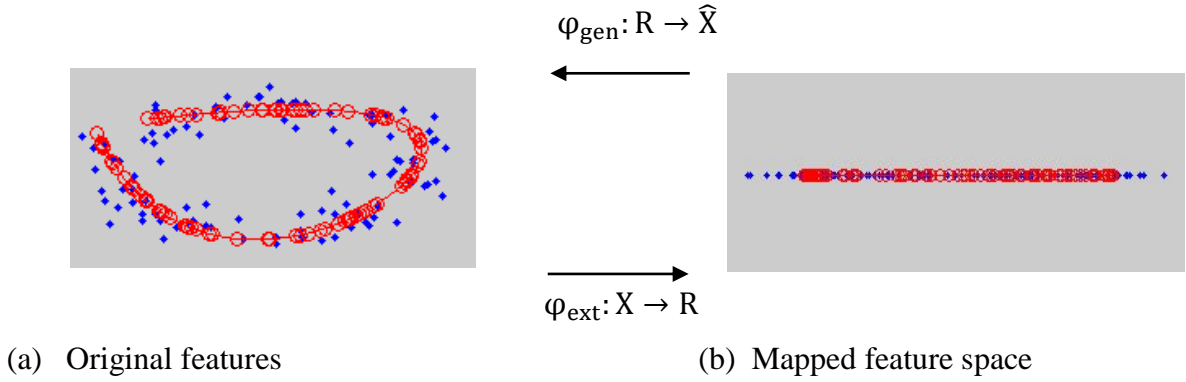 φgen: R → X̂
φext: X → R
(a) Original features
(b) Mapped feature space